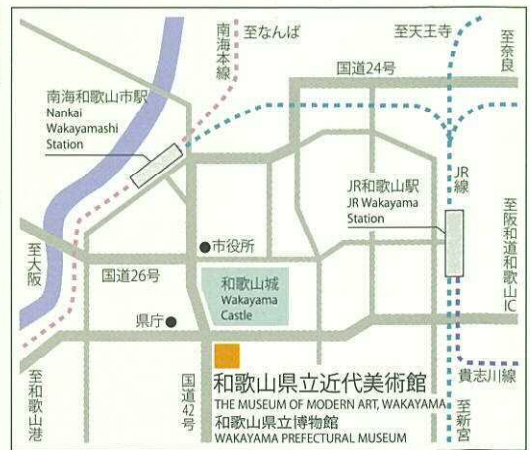 南海本線
至なんば
至天王寺
至奈良
国道24号
南海和歌山市駅
Nankai
Wakayamashi
Station
JR線
JR和歌山駅
JR Wakayama
Station
至阪和道和歌山IC
市役所
至大阪
国道26号
和歌山城
Wakayama
Castle
県庁
貴志川線
至和歌山港
国道42号
和歌山県立近代美術館
THE MUSEUM OF MODERN ART, WAKAYAMA
和歌山県立博物館
WAKAYAMA PREFECTURAL MUSEUM
至新宮